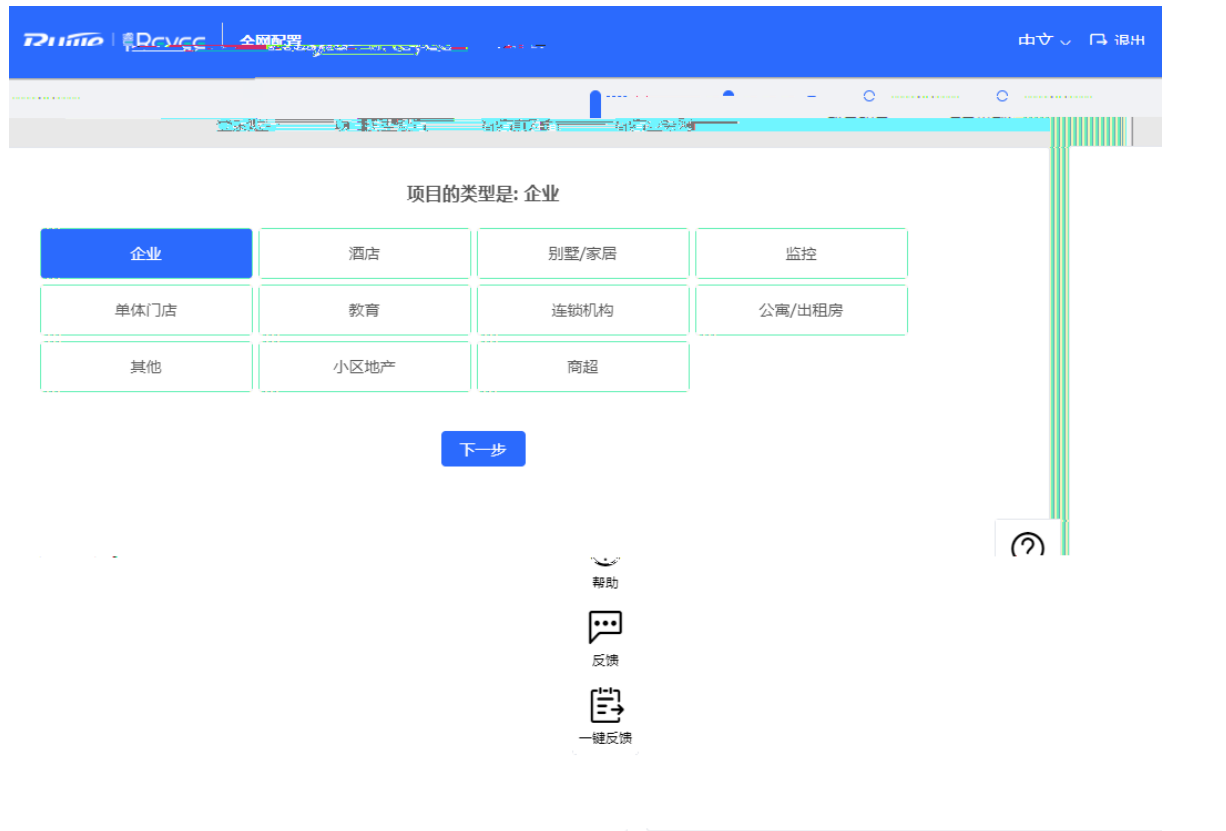 全网配置
中文
退出
项目的类型是: 企业
企业
酒店
别墅/家居
监控
单体门店
教育
连锁机构
公寓/出租房
其他
小区地产
商超
下一步
帮助
反馈
一键反馈